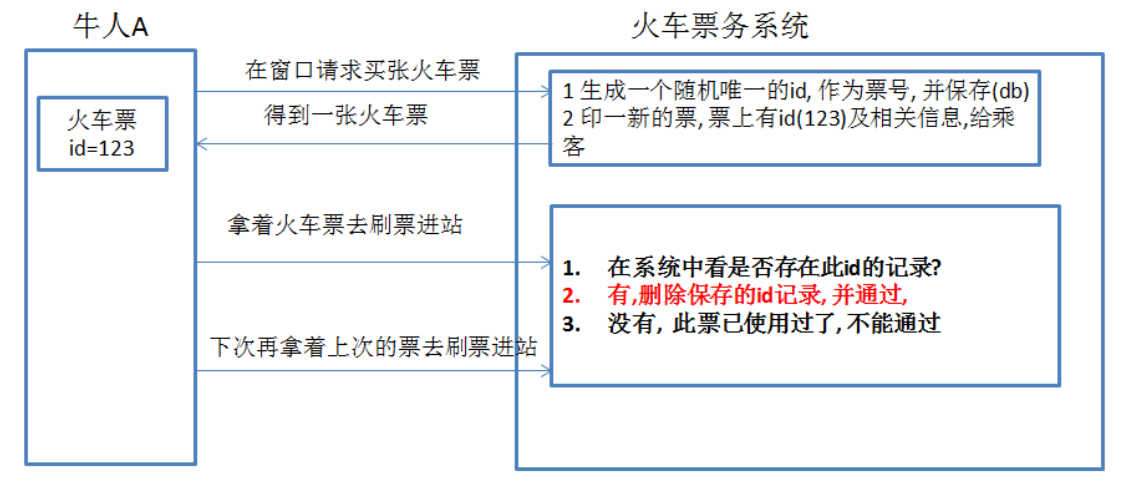 牛人A
火车票务系统
在窗口请求买张火车票
1 生成一个随机唯一的id, 作为票号, 并保存(db)
2 印一新的票, 票上有id(123)及相关信息,给乘
客
得到一张火车票
火车票
id=123
拿着火车票去刷票进站
1. 在系统中看是否存在此id的记录?
2. 有,删除保存的id记录, 并通过,
3. 没有, 此票已使用过了, 不能通过
下次再拿着上次的票去刷票进站